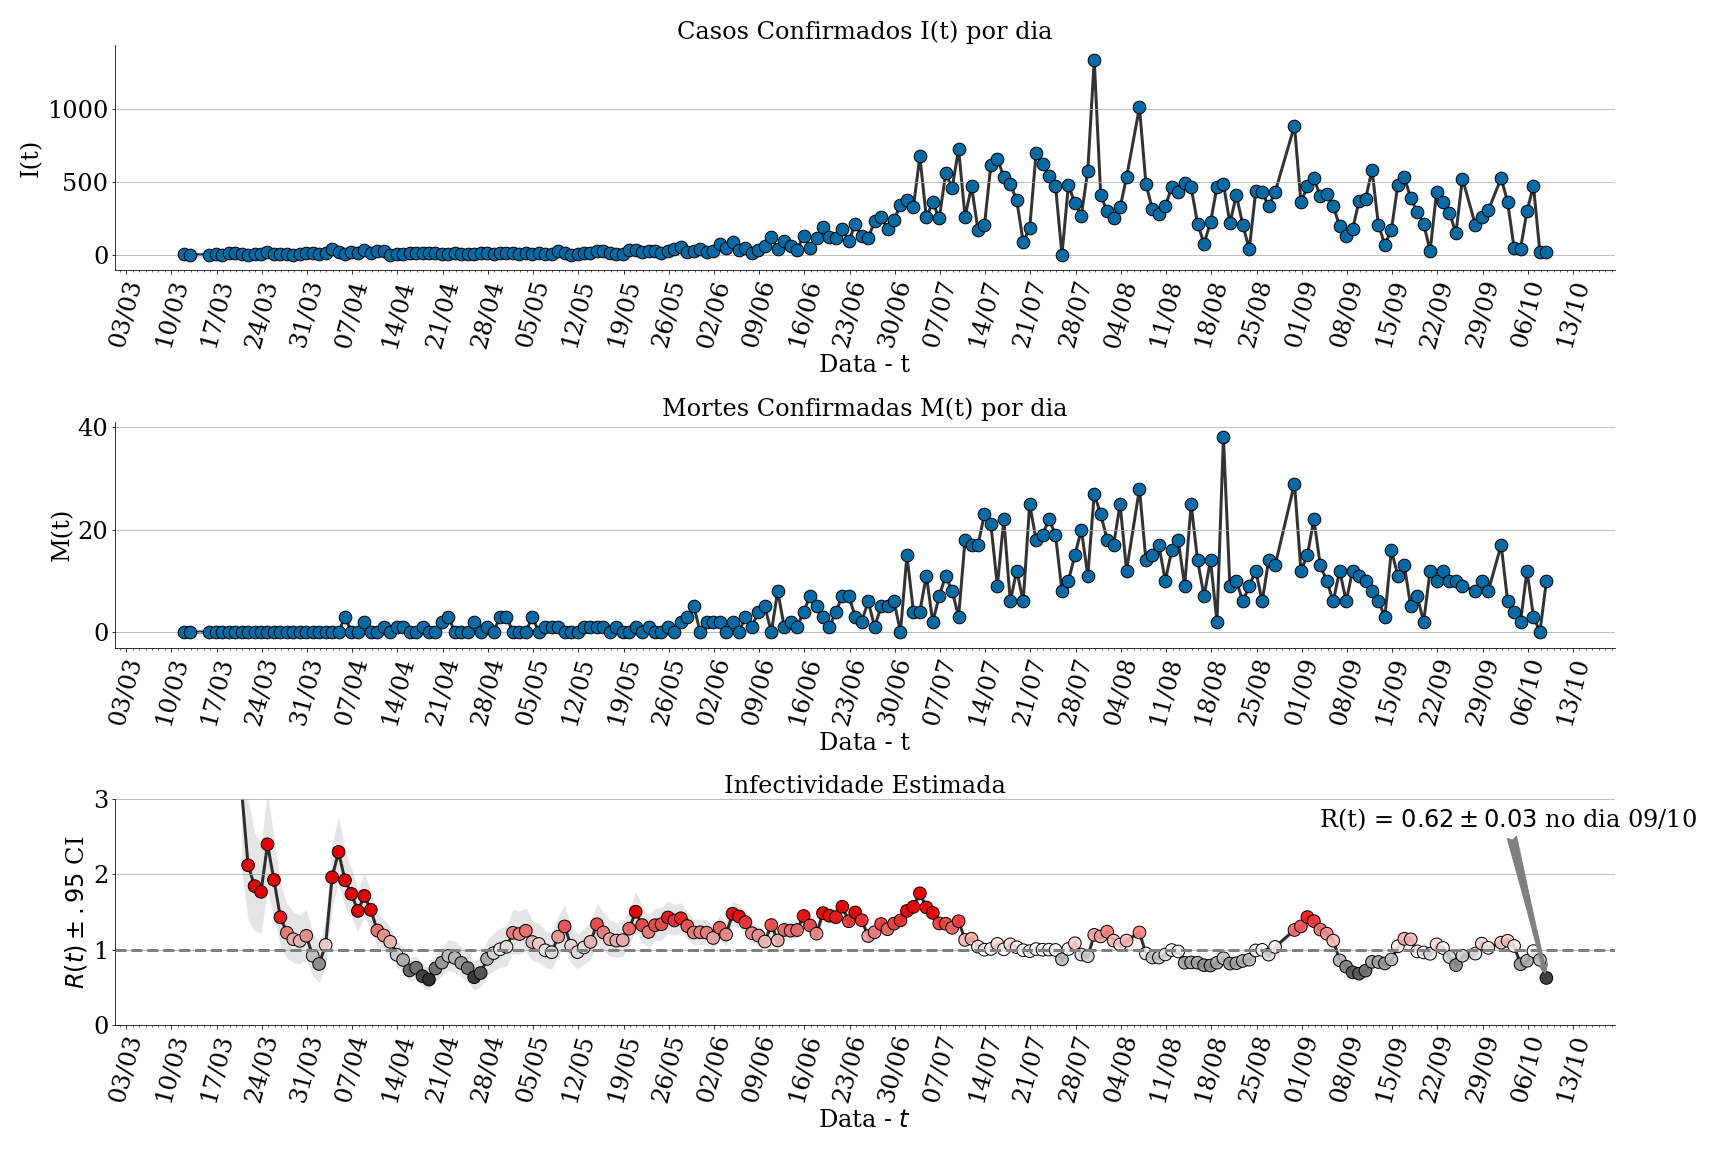 Casos Confirmados I(t) por dia
I(t)
1000
500
0
03/03 10/03 17/03 24/03 31/03 07/04 14/04 21/04 28/04 05/05 12/05 19/05 26/05 02/06 09/06 16/06 23/06 30/06 07/07 14/07 21/07 28/07 04/08 11/08 18/08 25/08 01/09 08/09 15/09 22/09 29/09 06/10 13/10
Data - t
Mortes Confirmadas M(t) por dia
M(t)
40
20
0
03/03 10/03 17/03 24/03 31/03 07/04 14/04 21/04 28/04 05/05 12/05 19/05 26/05 02/06 09/06 16/06 23/06 30/06 07/07 14/07 21/07 28/07 04/08 11/08 18/08 25/08 01/09 08/09 15/09 22/09 29/09 06/10 13/10
Data - t
Infectividade Estimada
R(t) ± .95 CI
3
2
1
0
R(t) = 0.62 ± 0.03 no dia 09/10
03/03 10/03 17/03 24/03 31/03 07/04 14/04 21/04 28/04 05/05 12/05 19/05 26/05 02/06 09/06 16/06 23/06 30/06 07/07 14/07 21/07 28/07 04/08 11/08 18/08 25/08 01/09 08/09 15/09 22/09 29/09 06/10 13/10
Data - t